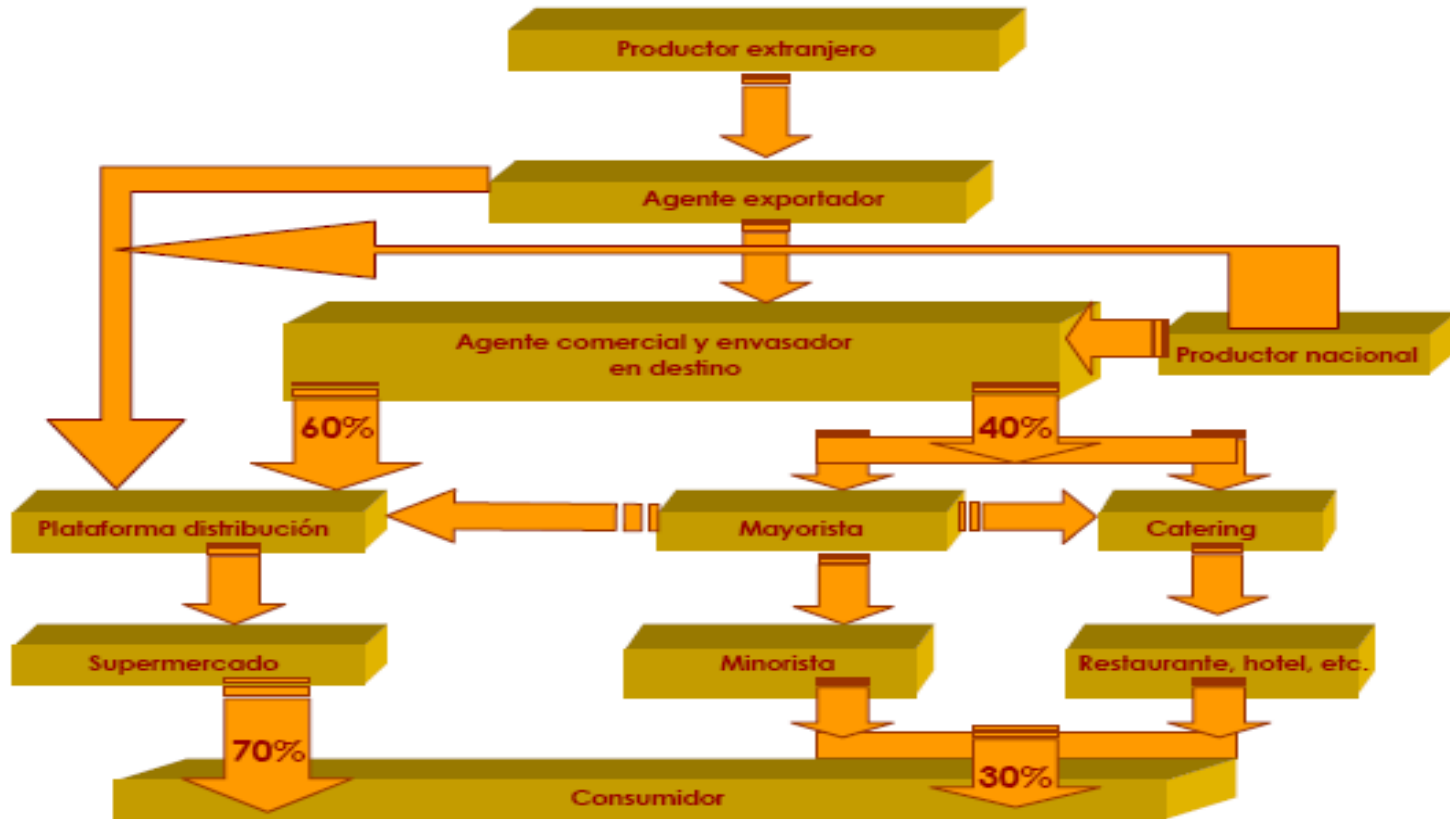 Productor extranjero
Agente exportador
Agente comercial y envasador
en destino
Productor nacional
60%
40%
Plataforma distribución
Mayorista
Catering
Supermercado
Minorista
Restaurante, hotel, etc.
70%
30%
Consumidor